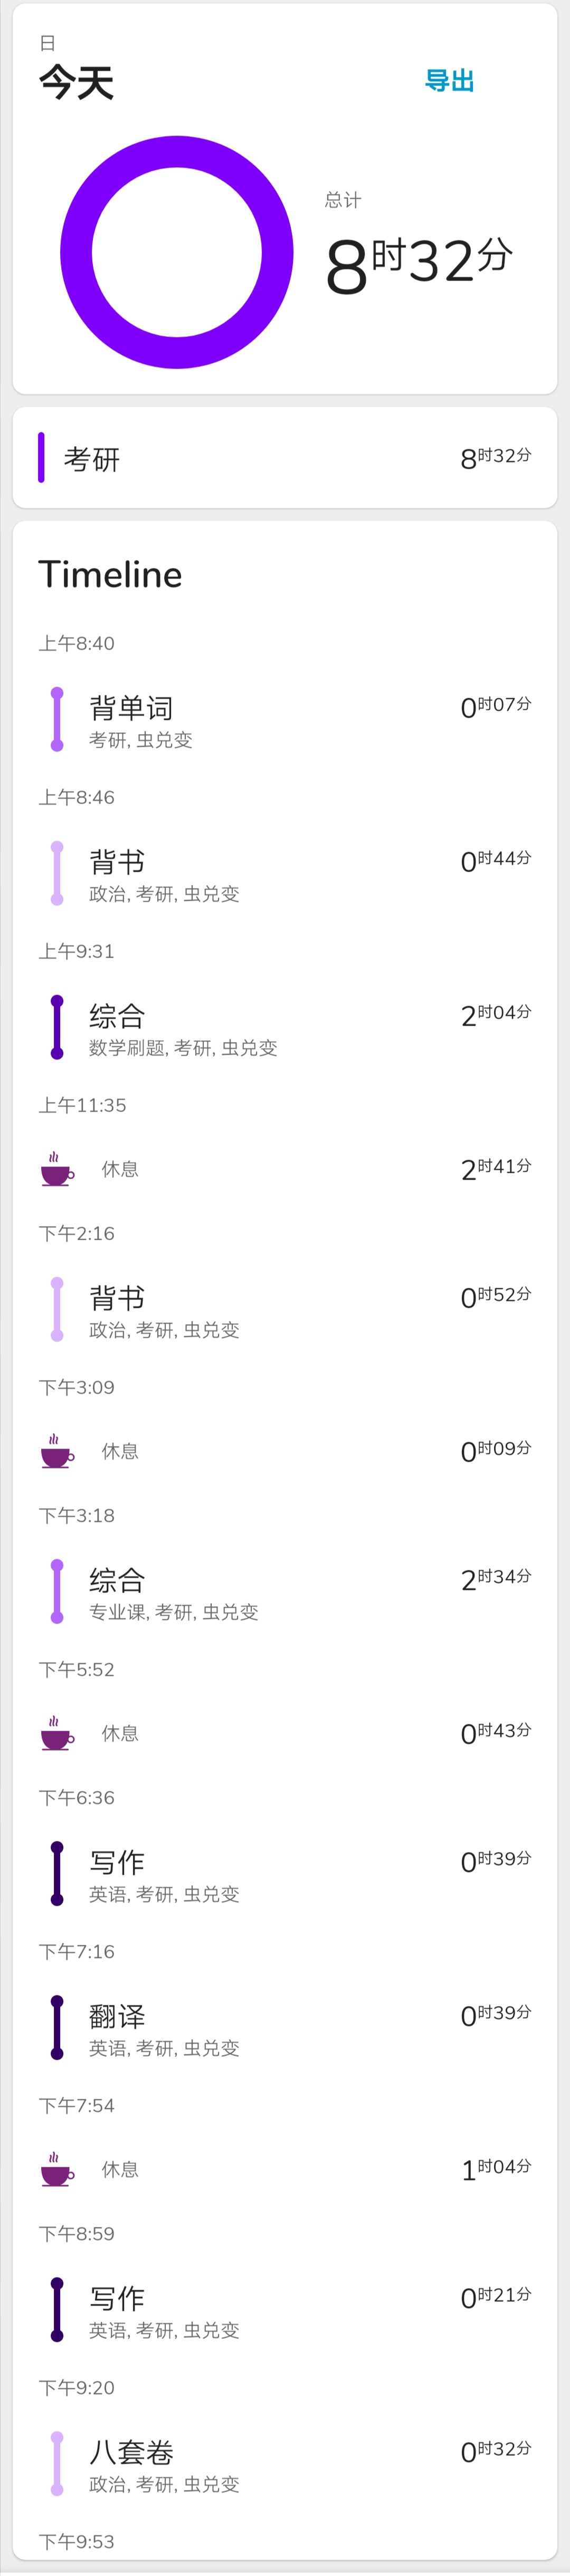 日
今天
导出
总计
8时32分
考研
8时32分
Timeline
上午8:40
背单词
0时07分
考研, 虫兑变
上午8:46
背书
0时44分
政治, 考研, 虫兑变
上午9:31
综合
2时04分
数学刷题, 考研, 虫兑变
上午11:35
休息
2时41分
下午2:16
背书
0时52分
政治, 考研, 虫兑变
下午3:09
休息
0时09分
下午3:18
综合
2时34分
专业课, 考研, 虫兑变
下午5:52
休息
0时43分
下午6:36
写作
0时39分
英语, 考研, 虫兑变
下午7:16
翻译
0时39分
英语, 考研, 虫兑变
下午7:54
休息
1时04分
下午8:59
写作
0时21分
英语, 考研, 虫兑变
下午9:20
八套卷
0时32分
政治, 考研, 虫兑变
下午9:53